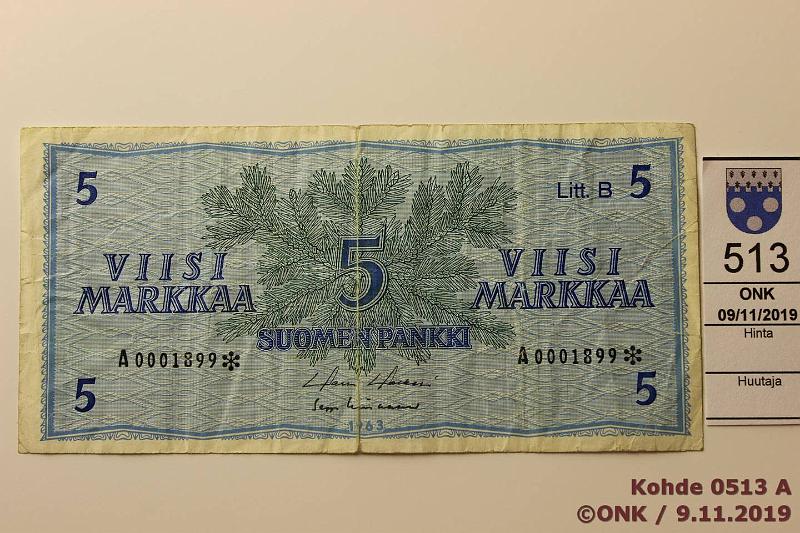 5
Litt. B 5
VIISI MARKKAA
5
VIISI MARKKAA
SUOMEN PANKKI
A0001899*
A0001899*
5
5
1963
513
ONK
09/11/2019
Hinta
Huutaja
Kohde 0513 A
©ONK / 9.11.2019